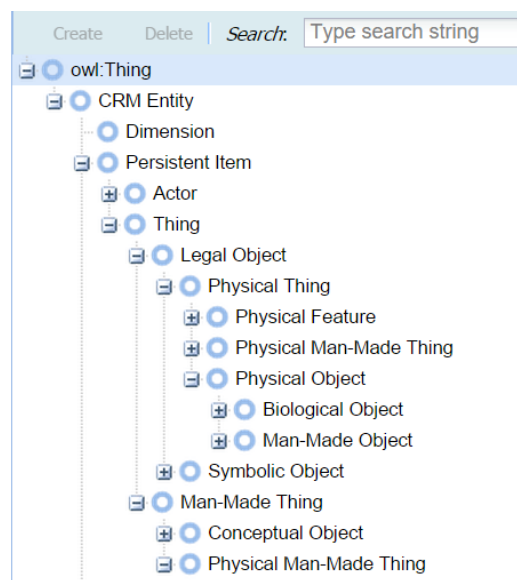 Create Delete Search: Type search string
owl:Thing
CRM Entity
Dimension
Persistent Item
Actor
Thing
Legal Object
Physical Thing
Physical Feature
Physical Man-Made Thing
Physical Object
Biological Object
Man-Made Object
Symbolic Object
Man-Made Thing
Conceptual Object
Physical Man-Made Thing